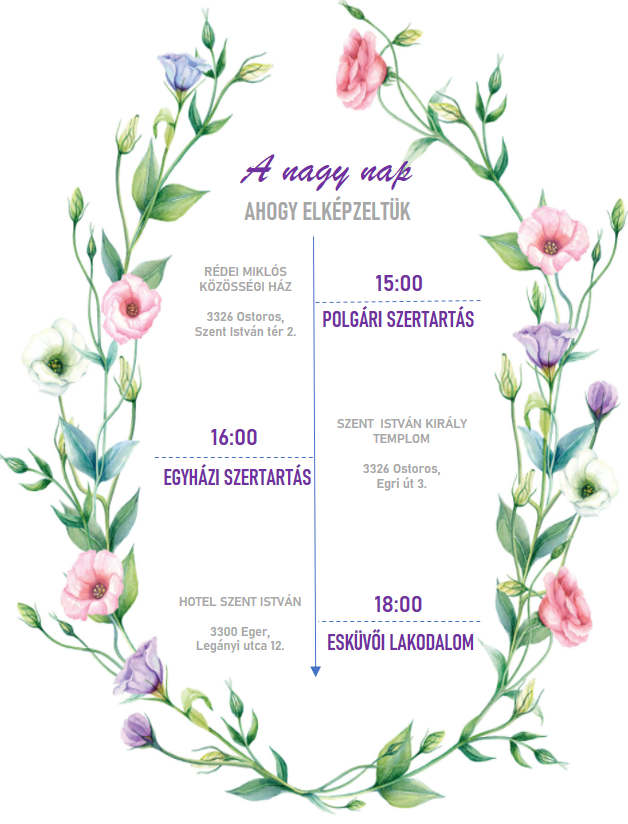 A nagy nap
AHOGY ELKÉPZELTÜK
RÉDEI MIKLÓS
KÖZÖSSÉGI HÁZ
3326 Ostoros,
Szent István tér 2.
15:00
POLGÁRI SZERTARTÁS
16:00
EGYHÁZI SZERTARTÁS
SZENT ISTVÁN KIRÁLY
TEMPLOM
3326 Ostoros,
Egri út 3.
HOTEL SZENT ISTVÁN
3300 Eger,
Legányi utca 12.
18:00
ESKÜVŐI LAKODALOM